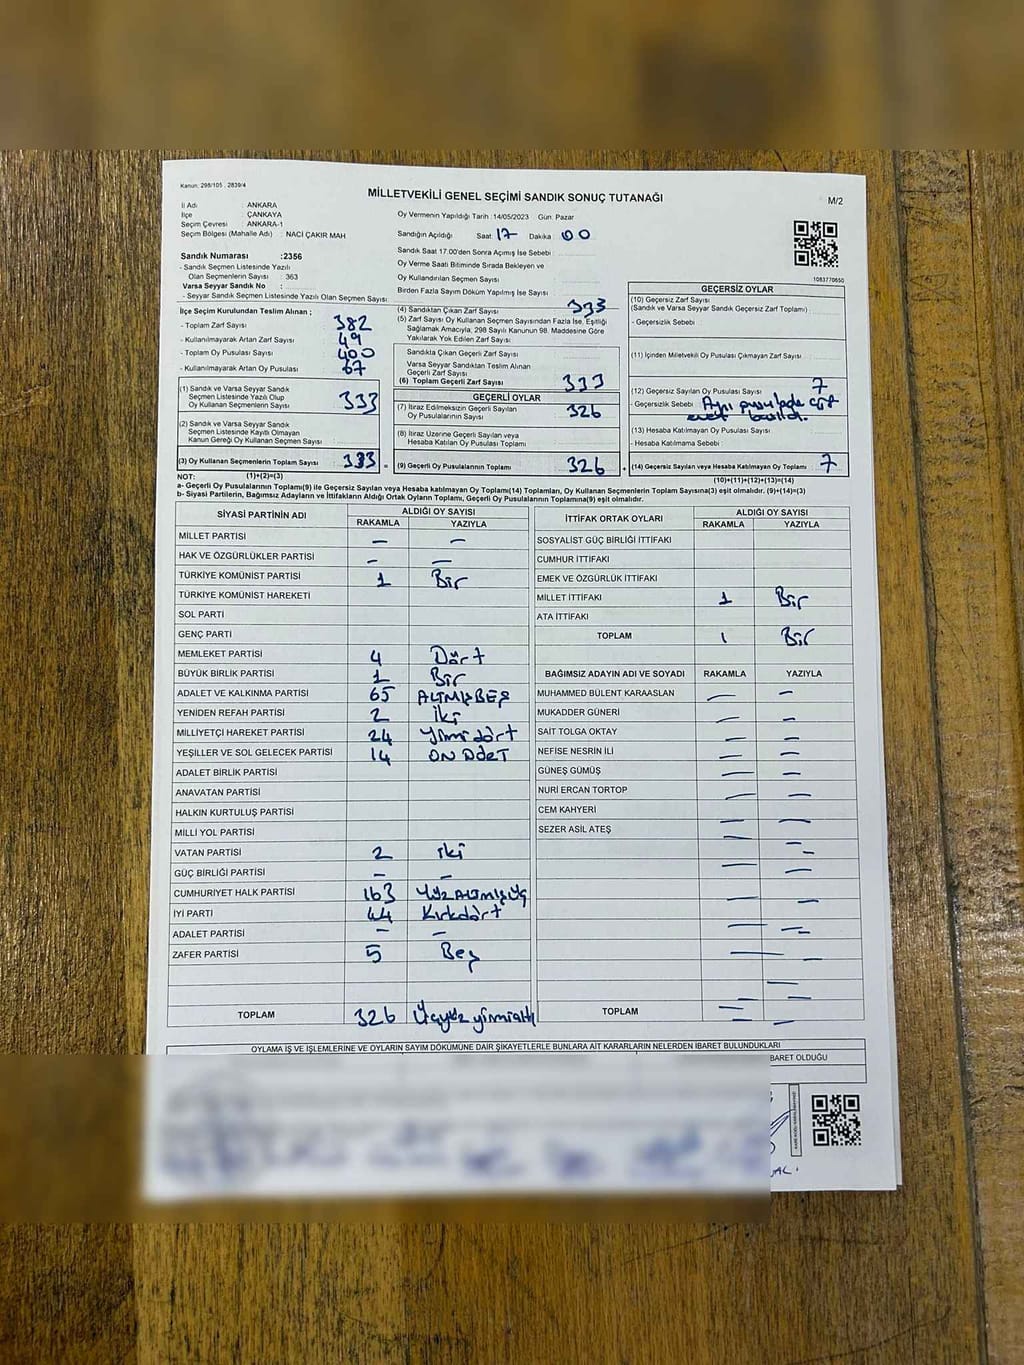 Kanun: 298/105 , 2839/4
MİLLETVEKİLİ GENEL SEÇİMİ SANDIK SONUÇ TUTANAĞI
M/2
İl Adı : ANKARA
İlçe : ÇANKAYA
Seçim Çevresi : ANKARA-1
Seçim Bölgesi (Mahalle Adı) : NACİ ÇAKIR MAH
Sandık Numarası :2356
- Sandık Seçmen Listesinde Yazılı
Olan Seçmenlerin Sayısı : 363
Varsa Seyyar Sandık No :
- Seyyar Sandık Seçmen Listesinde Yazılı Olan Seçmen Sayısı:
Oy Vermenin Yapıldığı Tarih :14/05/2023 Gün: Pazar
Sandığın Açıldığı Saat 17 Dakika 00
Sandık Saat 17:00'den Sonra Açımış İse Sebebi :
Oy Verme Saati Bitiminde Sırada Bekleyen ve
Oy Kullandırılan Seçmen Sayısı :
Birden Fazla Sayım Döküm Yapılmış İse Sayısı :
1083770650
İlçe Seçim Kurulundan Teslim Alınan ;
- Toplam Zarf Sayısı 382
- Kullanılmayarak Artan Zarf Sayısı 49
- Toplam Oy Pusulası Sayısı 400
- Kullanılmayarak Artan Oy Pusulası 67
(1) Sandık ve Varsa Seyyar Sandık
Seçmen Listesinde Yazılı Olup
Oy Kullanan Seçmenlerin Sayısı 333
(2) Sandık ve Varsa Seyyar Sandık
Seçmen Listesinde Kayıtlı Olmayan
Kanun Gereği Oy Kullanan Seçmen Sayısı
(3) Oy Kullanan Seçmenlerin Toplam Sayısı 333
(4) Sandıktan Çıkan Zarf Sayısı 333
(5) Zarf Sayısı Oy Kullanan Seçmen Sayısından Fazla İse, Eşitliği
Sağlamak Amacıyla; 298 Sayılı Kanunun 98. Maddesine Göre
Yakılarak Yok Edilen Zarf Sayısı
Sandıkta Çıkan Geçerli Zarf Sayısı
Varsa Seyyar Sandıktan Teslim Alınan
Geçerli Zarf Sayısı
(6) Toplam Geçerli Zarf Sayısı 333
GEÇERLİ OYLAR
(7) İtiraz Edilmeksizin Geçerli Sayılan
Oy Pusulalarının Sayısı 326
(8) İtiraz Üzerine Geçerli Sayılan veya
Hesaba Katılan Oy Pusulası Toplamı
= (9) Geçerli Oy Pusulalarının Toplamı 326
GEÇERSİZ OYLAR
(10) Geçersiz Zarf Sayısı
(Sandık ve Varsa Seyyar Sandık Geçersiz Zarf Toplamı)
- Geçersizlik Sebebi :
(11) İçinden Milletvekili Oy Pusulası Çıkmayan Zarf Sayısı
(12) Geçersiz Sayılan Oy Pusulası Sayısı 7
- Geçersizlik Sebebi : Aynı pusulada çift
(13) Hesaba Katılmayan Oy Pusulası Sayısı
- Hesaba Katılmama Sebebi :
+ (14) Geçersiz Sayılan veya Hesaba Katılmayan Oy Toplamı 7
NOT: (1)+(2)=(3) (10)+(11)+(12)+(13)=(14)
a- Geçerli Oy Pusulalarının Toplamı(9) ile Geçersiz Sayılan veya Hesaba katılmayan Oy Toplamı(14) Toplamları, Oy Kullanan Seçmenlerin Toplam Sayısına(3) eşit olmalıdır. (9)+(14)=(3)
b- Siyasi Partilerin, Bağımsız Adayların ve İttifakların Aldığı Ortak Oyların Toplamı, Geçerli Oy Pusulalarının Toplamına(9) eşit olmalıdır.
SİYASİ PARTİNİN ADI ALDIĞI OY SAYISI
RAKAMLA YAZIYLA
MİLLET PARTİSI – –
HAK VE ÖZGÜRLÜKLER PARTİSİ – –
TÜRKİYE KOMÜNİST PARTİSİ 1 Bir
TÜRKİYE KOMÜNİST HAREKETİ
SOL PARTİ
GENÇ PARTİ
MEMLEKET PARTİSİ 4 Dört
BÜYÜK BİRLİK PARTİSİ 1 Bir
ADALET VE KALKINMA PARTİSİ 65 ALTMIŞBEŞ
YENİDEN REFAH PARTİSİ 2 İki
MİLLİYETÇİ HAREKET PARTİSİ 24 Yirmi dört
YEŞİLLER VE SOL GELECEK PARTİSİ 14 ON DÖRT
ADALET BİRLİK PARTİSİ
ANAVATAN PARTİSİ
HALKIN KURTULUŞ PARTİSİ
MİLLİ YOL PARTİSİ
VATAN PARTİSİ 2 iki
GÜÇ BİRLİĞİ PARTİSİ – –
CUMHURİYET HALK PARTİSİ 163 YüzALTMIŞÜÇ
İYİ PARTİ 44 Kırkdört
ADALET PARTİSİ – –
ZAFER PARTİSİ 5 Beş
TOPLAM 326 Üçyüz yirmialtı
İTTİFAK ORTAK OYLARI ALDIĞI OY SAYISI
RAKAMLA YAZIYLA
SOSYALİST GÜÇ BİRLİĞİ İTTİFAKI
CUMHUR İTTİFAKI
EMEK VE ÖZGÜRLÜK İTTİFAKI
MİLLET İTTİFAKI 1 Bir
ATA İTTİFAKI
TOPLAM 1 Bir
BAĞIMSIZ ADAYIN ADI VE SOYADI RAKAMLA YAZIYLA
MUHAMMED BÜLENT KARAASLAN – –
MUKADDER GÜNERİ – –
SAİT TOLGA OKTAY – –
NEFİSE NESRİN İLİ – –
GÜNEŞ GÜMÜŞ – –
NURİ ERCAN TORTOP – –
CEM KAHYERİ – –
SEZER ASİL ATEŞ – –
TOPLAM – –
OYLAMA İŞ VE İŞLEMLERİNE VE OYLARIN SAYIM DÖKÜMÜNE DAİR ŞİKAYETLERLE BUNLARA AİT KARARLARIN NELERDEN İBARET BULUNDUKLARI
BARET OLDUĞU